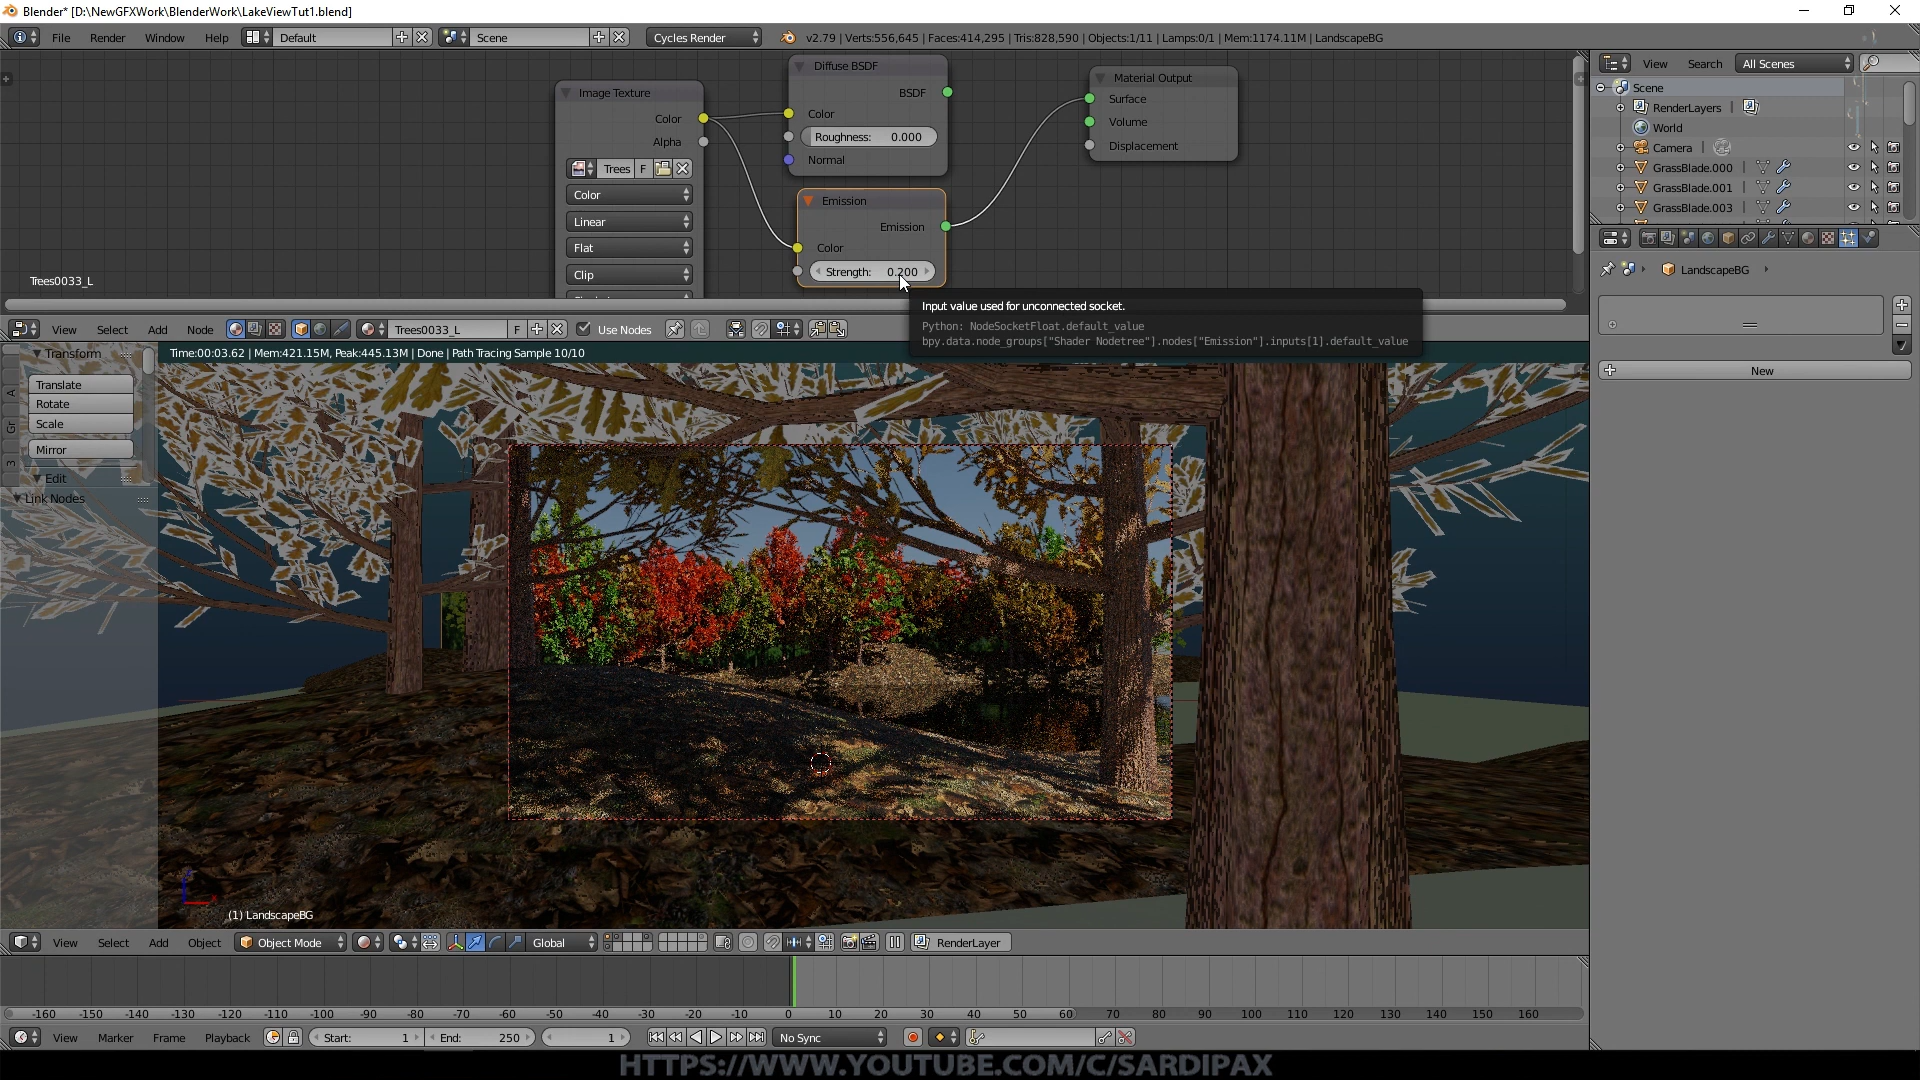 Blender* [D:\NewGFXWork\BlenderWork\LakeViewTut1.blend]
File Render Window Help Default Scene Cycles Render v2.79 | Verts:556,645 | Faces:414,295 | Tris:828,590 | Objects:1/11 | Lamps:0/1 | Mem:1174.11M | LandscapeBG
View Search All Scenes
Scene
RenderLayers |
World
Camera |
GrassBlade.000 |
GrassBlade.001 |
GrassBlade.003 |
LandscapeBG
New
Image Texture
Color
Alpha
Trees F
Color
Linear
Flat
Clip
Diffuse BSDF
BSDF
Color
Roughness: 0.000
Normal
Emission
Emission
Color
Strength: 0.200
Material Output
Surface
Volume
Displacement
Trees0033_L
Input value used for unconnected socket.
Python: NodeSocketFloat.default_value
bpy.data.node_groups["Shader Nodetree"].nodes["Emission"].inputs[1].default_value
View Select Add Node Trees0033_L F Use Nodes
Transform
Translate
Rotate
Scale
Mirror
Edit
Link Nodes
A
Gr
3
Time:00:03.62 | Mem:421.15M, Peak:445.13M | Done | Path Tracing Sample 10/10
(1) LandscapeBG
View Select Add Object Object Mode Global RenderLayer
-160 -150 -140 -130 -120 -110 -100 -90 -80 -70 -60 -50 -40 -30 -20 -10 0 10 20 30 40 50 60 70 80 90 100 110 120 130 140 150 160
View Marker Frame Playback Start: 1 End: 250 1 No Sync
HTTPS://WWW.YOUTUBE.COM/C/SARDIPAX